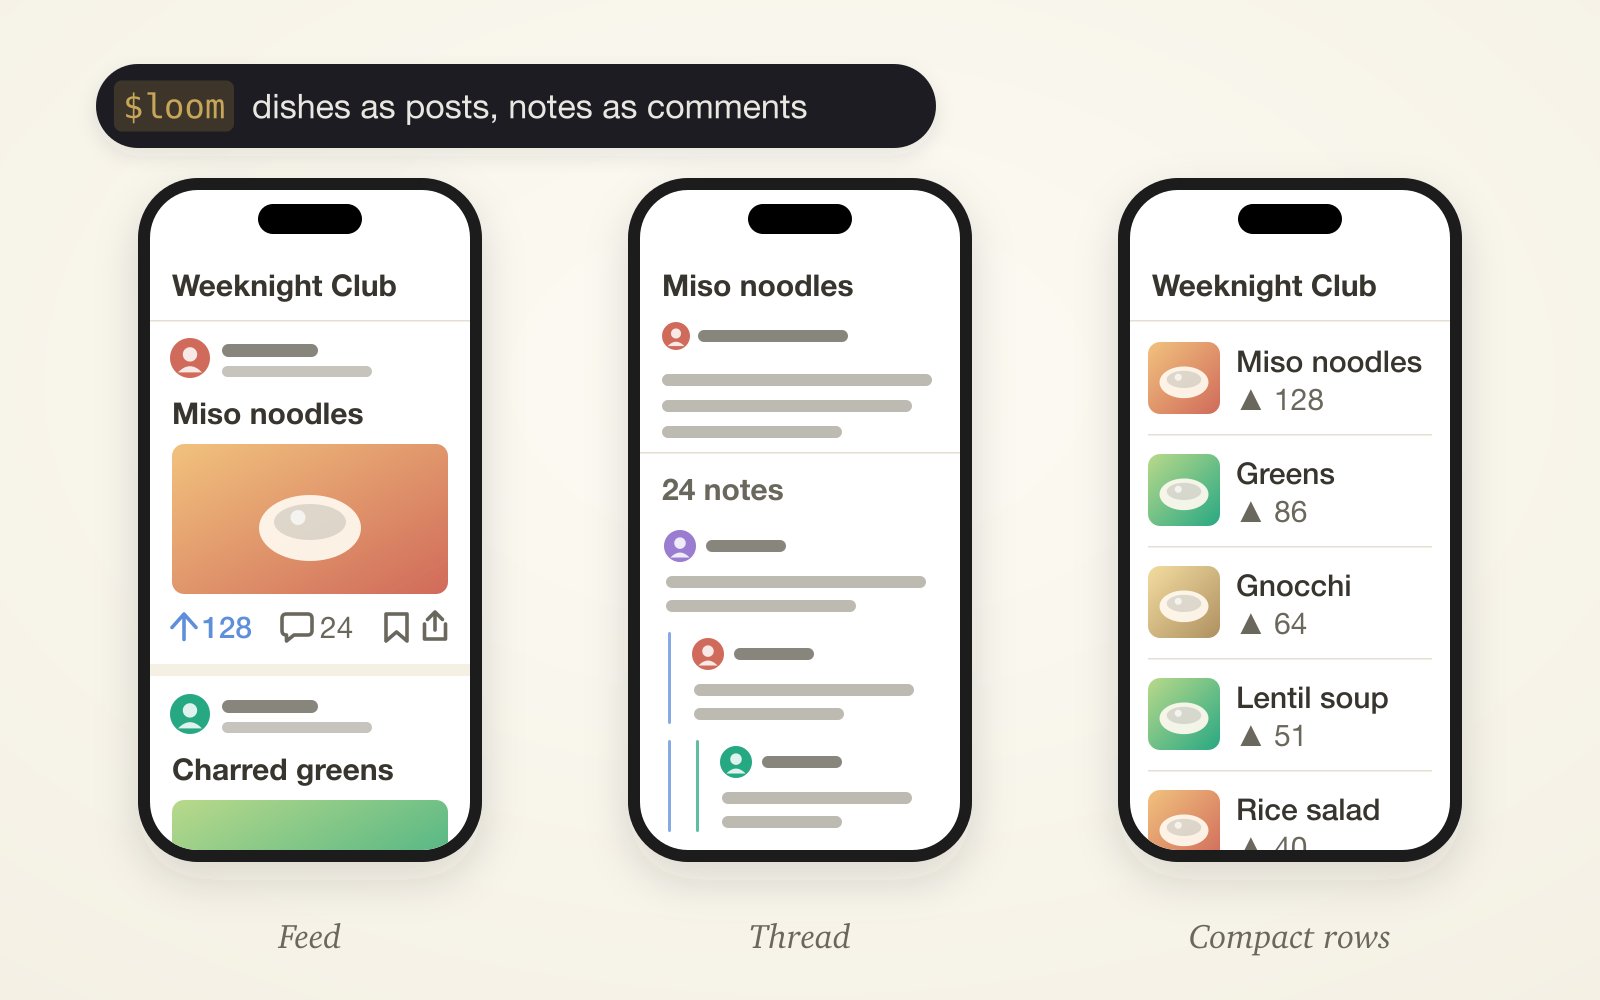 $loom dishes as posts, notes as comments
Weeknight Club
Miso noodles
128 24
Charred greens
Feed
Miso noodles
24 notes
Thread
Weeknight Club
Miso noodles
▲ 128
Greens
▲ 86
Gnocchi
▲ 64
Lentil soup
▲ 51
Rice salad
▲ 40
Compact rows